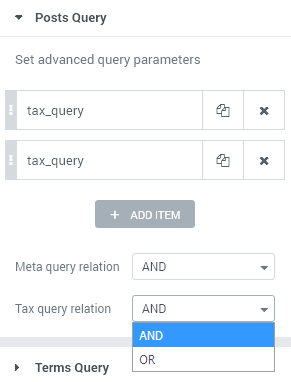 Posts Query
Set advanced query parameters
tax_query
tax_query
+ ADD ITEM
Meta query relation AND
Tax query relation AND
AND
OR
Terms Query